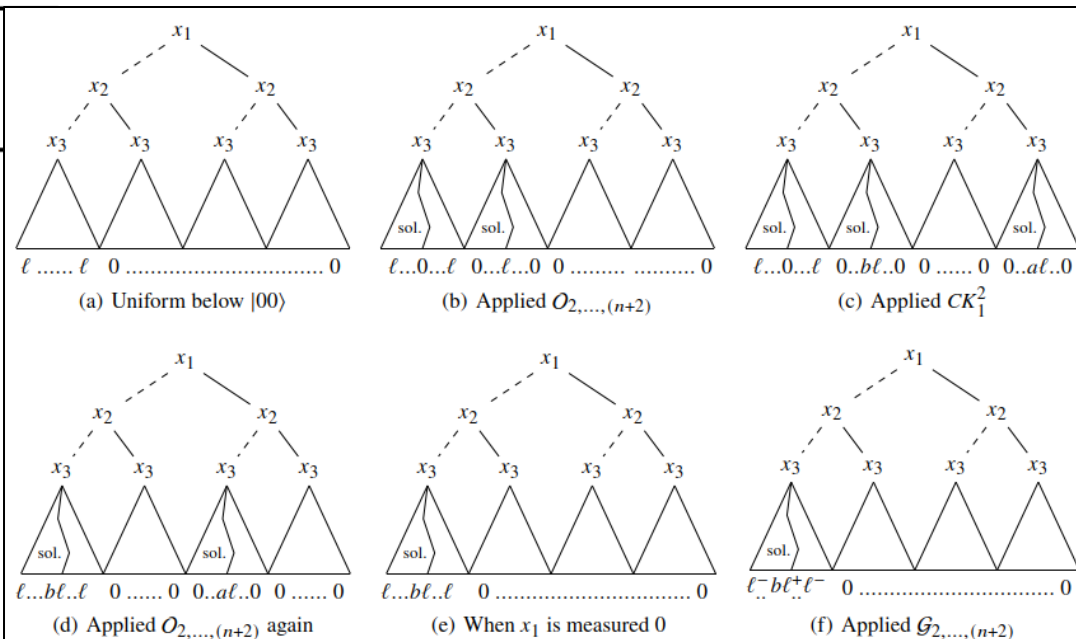 x₁ x₁ x₁
x₂ x₂ x₂ x₂ x₂ x₂
x₃ x₃ x₃ x₃ x₃ x₃ x₃ x₃ x₃ x₃ x₃ x₃
sol. sol. sol. sol. sol.
ℓ ...... ℓ 0 .................................. 0 ℓ...0...ℓ 0...ℓ...0 0 ......... .......... 0 ℓ...0...ℓ 0..bℓ..0 0 ...... 0 0..aℓ..0
(a) Uniform below |00⟩ (b) Applied O₂,...,₍ₙ₊₂₎ (c) Applied CK₁²
x₁ x₁ x₁
x₂ x₂ x₂ x₂ x₂ x₂
x₃ x₃ x₃ x₃ x₃ x₃ x₃ x₃ x₃ x₃ x₃ x₃
sol. sol. sol. sol.
ℓ...bℓ..ℓ 0 ...... 0 0..aℓ..0 0 ...... 0 ℓ...bℓ..ℓ 0 .................................. 0 ℓ⁻..bℓ⁺..ℓ⁻ 0 .................................. 0
(d) Applied O₂,...,₍ₙ₊₂₎ again (e) When x₁ is measured 0 (f) Applied G₂,...,₍ₙ₊₂₎